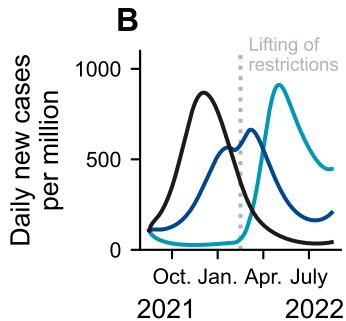 B
Lifting of
restrictions
Daily new cases
per million
1000
500
0
Oct. Jan. Apr. July
2021 2022